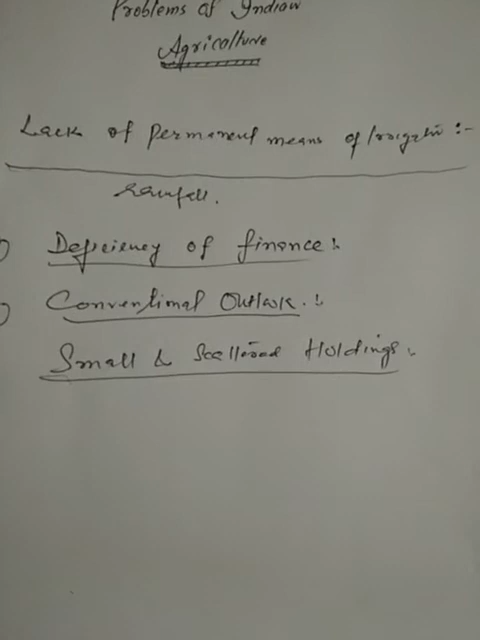 Problems of Indian
Agriculture
Lack of Permanent means of Irrigation :-
rainfall.
Deficiency of finance :
Conventional Outlook. :
Small & Scattered Holdings :